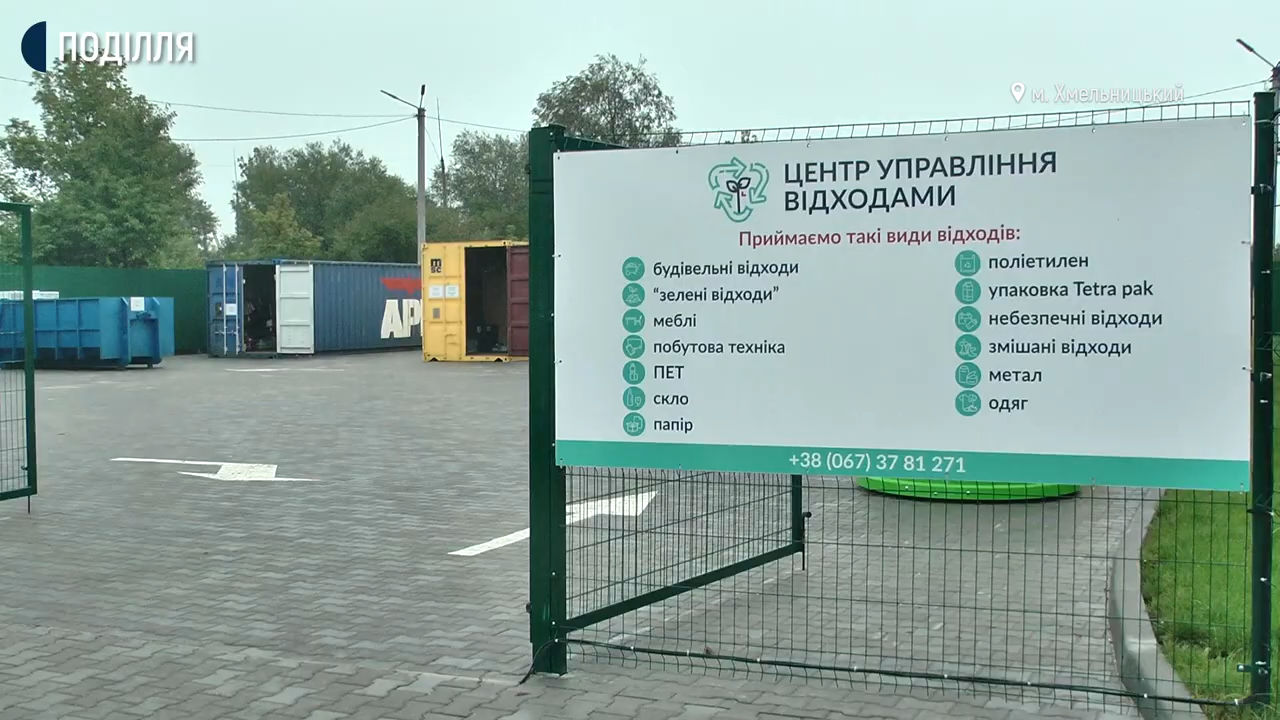 ПОДІЛЛЯ
м. Хмельницький
ЦЕНТР УПРАВЛІННЯ
ВІДХОДАМИ
Приймаємо такі види відходів:
будівельні відходи
"зелені відходи"
меблі
побутова техніка
ПЕТ
скло
папір
поліетилен
упаковка Tetra pak
небезпечні відходи
змішані відходи
метал
одяг
+38 (067) 37 81 271
msc